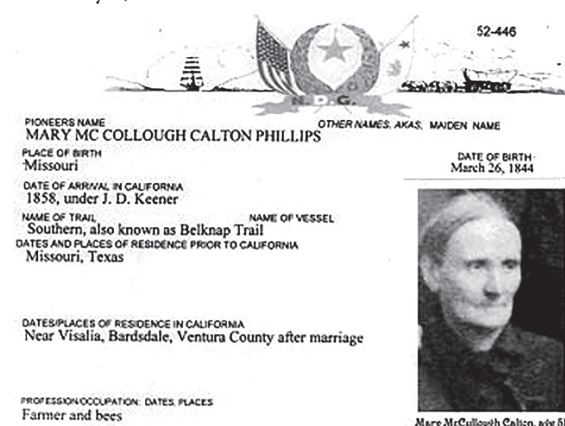 52-446
N.D.G.
PIONEERS NAME OTHER NAMES, AKAS, MAIDEN NAME
MARY MC COLLOUGH CALTON PHILLIPS
PLACE OF BIRTH DATE OF BIRTH
Missouri March 26, 1844
DATE OF ARRIVAL IN CALIFORNIA
1858, under J. D. Keener
NAME OF TRAIL NAME OF VESSEL
Southern, also known as Belknap Trail
DATES AND PLACES OF RESIDENCE PRIOR TO CALIFORNIA
Missouri, Texas
DATES/PLACES OF RESIDENCE IN CALIFORNIA
Near Visalia, Bardsdale, Ventura County after marriage
PROFESSION/OCCUPATION: DATES, PLACES
Farmer and bees
Mary McCullough Calton, age